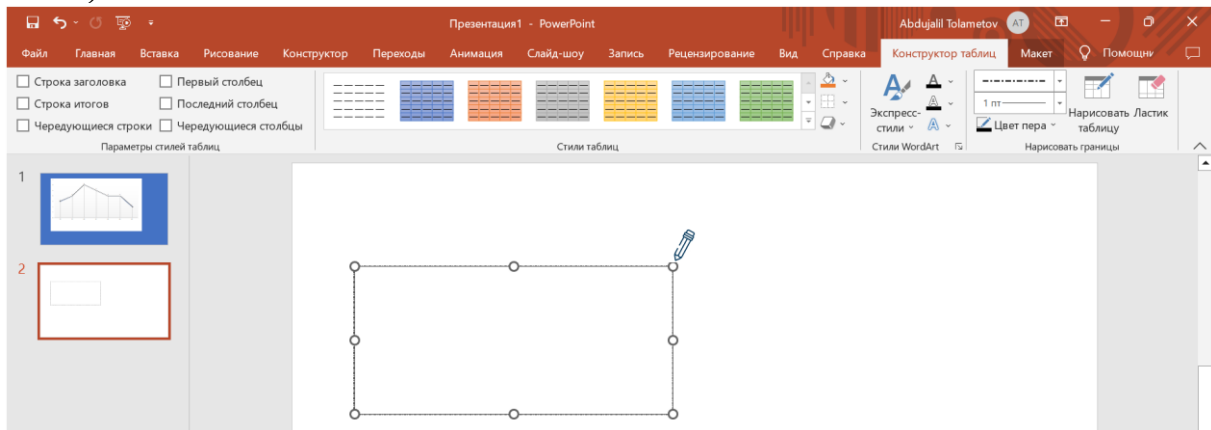 Презентация1 - PowerPoint
Abdujalil Tolametov AT
Файл Главная Вставка Рисование Конструктор Переходы Анимация Слайд-шоу Запись Рецензирование Вид Справка Конструктор таблиц Макет Помощни
Строка заголовка Первый столбец
Строка итогов Последний столбец
Чередующиеся строки Чередующиеся столбцы
Параметры стилей таблиц
Стили таблиц
Экспресс-
стили
Стили WordArt
1 пт
Цвет пера
Нарисовать
таблицу
Ластик
Нарисовать границы
1
2